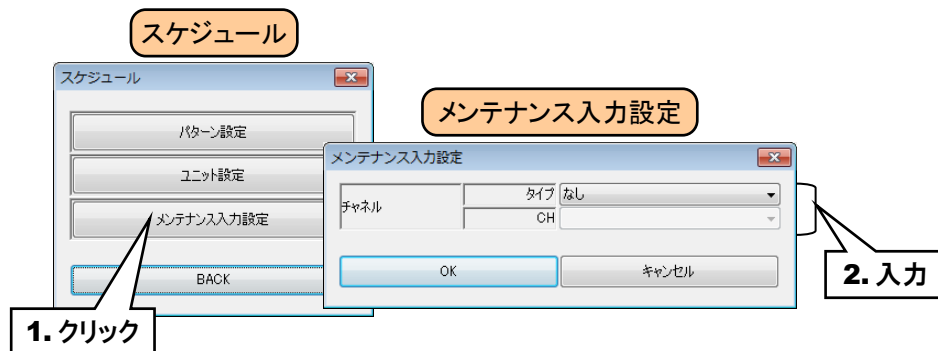 スケジュール
スケジュール
パターン設定
ユニット設定
メンテナンス入力設定
BACK
1. クリック
メンテナンス入力設定
メンテナンス入力設定
チャネル
タイプ なし
CH
OK キャンセル
2. 入力